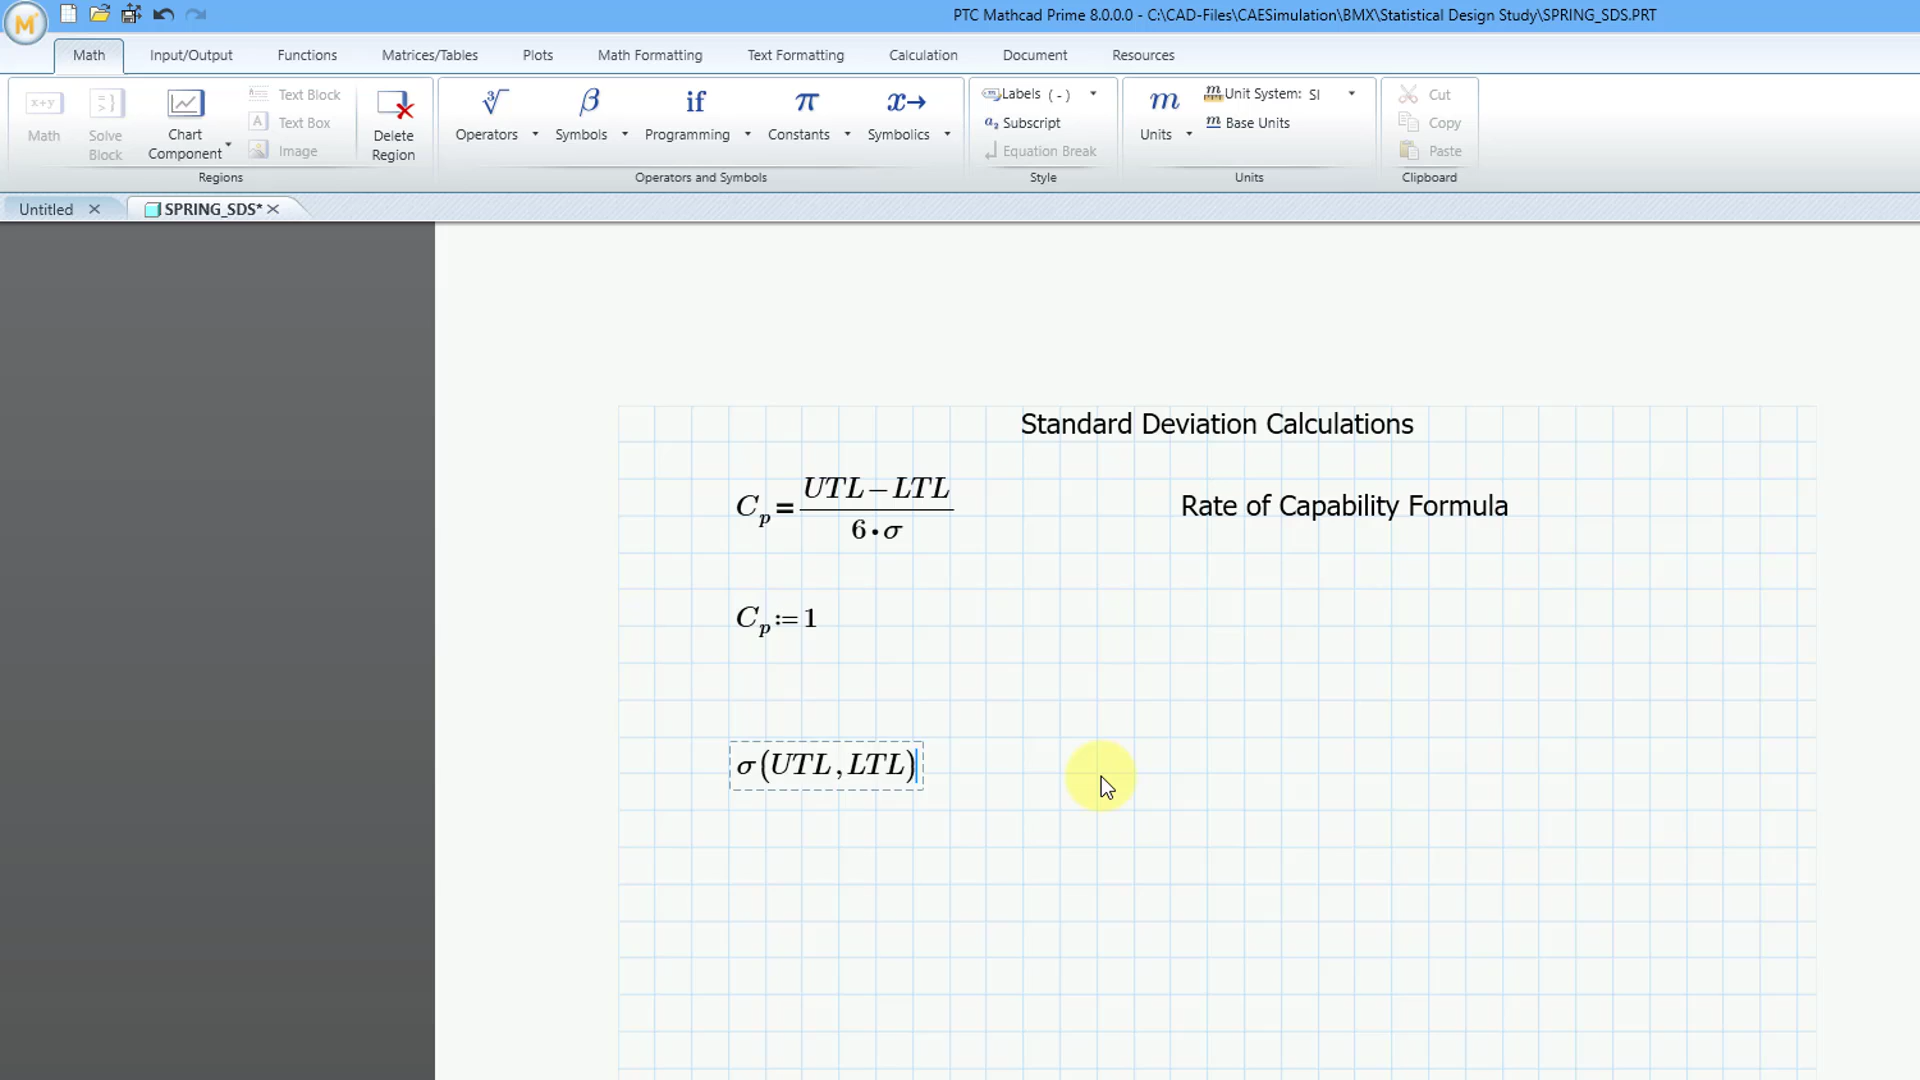 PTC Mathcad Prime 8.0.0.0 - C:\CAD-Files\CAESimulation\BMX\Statistical Design Study\SPRING_SDS.PRT
Math Input/Output Functions Matrices/Tables Plots Math Formatting Text Formatting Calculation Document Resources
x+y
Math
Solve Block
Chart Component
Text Block
Text Box
Image
Delete Region
Regions
Operators
β
Symbols
if
Programming
π
Constants
x→
Symbolics
Operators and Symbols
Labels (-)
a₂ Subscript
Equation Break
Style
m
Units
Unit System: SI
m Base Units
Units
Cut
Copy
Paste
Clipboard
Untitled
SPRING_SDS*
Standard Deviation Calculations
C_p = (UTL−LTL)/(6•σ)
Rate of Capability Formula
C_p := 1
σ(UTL,LTL)